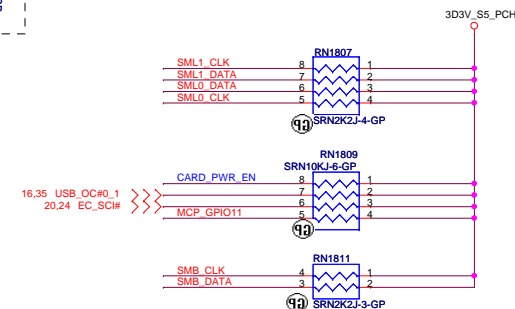 3D3V_S5_PCH
RN1807
SML1_CLK 8 1
SML1_DATA 7 2
SML0_DATA 6 3
SML0_CLK 5 4
SRN2K2J-4-GP
RN1809
SRN10KJ-6-GP
CARD_PWR_EN 8 1
16,35 USB_OC#0_1 7 2
20,24 EC_SCI# 6 3
MCP_GPIO11 5 4
RN1811
SMB_CLK 4 1
SMB_DATA 3 2
SRN2K2J-3-GP